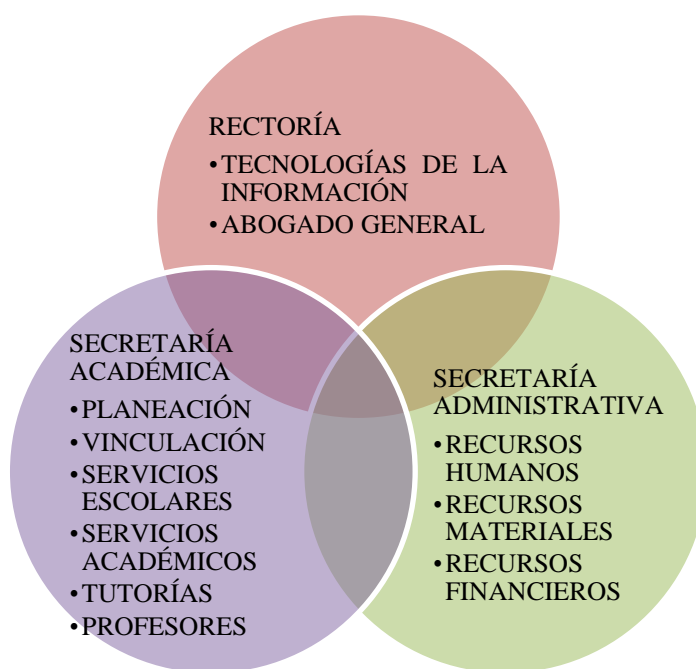 RECTORÍA
•TECNOLOGÍAS DE LA
INFORMACIÓN
•ABOGADO GENERAL
SECRETARÍA
ACADÉMICA
•PLANEACIÓN
•VINCULACIÓN
•SERVICIOS
ESCOLARES
•SERVICIOS
ACADÉMICOS
•TUTORÍAS
•PROFESORES
SECRETARÍA
ADMINISTRATIVA
•RECURSOS
HUMANOS
•RECURSOS
MATERIALES
•RECURSOS
FINANCIEROS